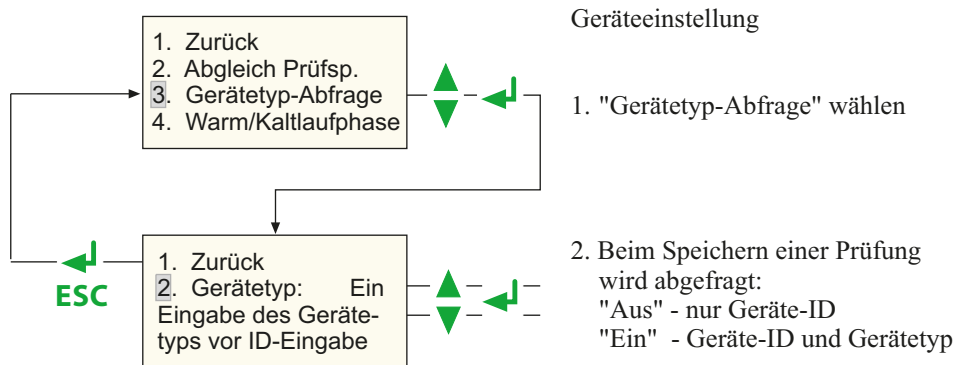 Geräteeinstellung
1. Zurück
2. Abgleich Prüfsp.
3. Gerätetyp-Abfrage
4. Warm/Kaltlaufphase
1. "Gerätetyp-Abfrage" wählen
ESC
1. Zurück
2. Gerätetyp: Ein
Eingabe des Geräte-
typs vor ID-Eingabe
2. Beim Speichern einer Prüfung
wird abgefragt:
"Aus" - nur Geräte-ID
"Ein" - Geräte-ID und Gerätetyp